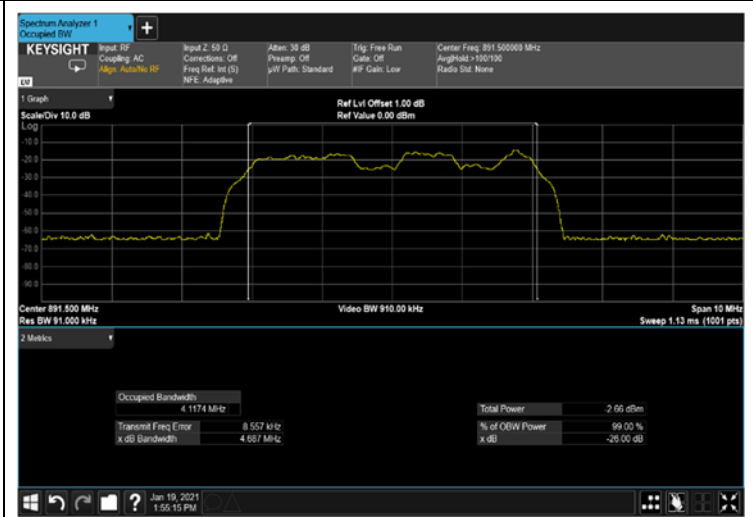 Spectrum Analyzer 1
Occupied BW
KEYSIGHT
Input: RF
Coupling: AC
Align: Auto/No RF
Input Z: 50 Ω
Corrections: Off
Freq Ref: Int (S)
NFE: Adaptive
Atten: 30 dB
Preamp: Off
µW Path: Standard
Trig: Free Run
Gate: Off
#IF Gain: Low
Center Freq: 891.500000 MHz
Avg|Hold:>100/100
Radio Std: None
1 Graph
Scale/Div 10.0 dB
Ref Lvl Offset 1.00 dB
Ref Value 0.00 dBm
Log
-10.0
-20.0
-30.0
-40.0
-50.0
-60.0
-70.0
-80.0
-90.0
Center 891.500 MHz
Res BW 91.000 kHz
Video BW 910.00 kHz
Span 10 MHz
Sweep 1.13 ms (1001 pts)
2 Metrics
Occupied Bandwidth
4.1174 MHz
Transmit Freq Error 8.557 kHz
x dB Bandwidth 4.687 MHz
Total Power -2.66 dBm
% of OBW Power 99.00 %
x dB -26.00 dB
?
Jan 19, 2021
1:55:15 PM